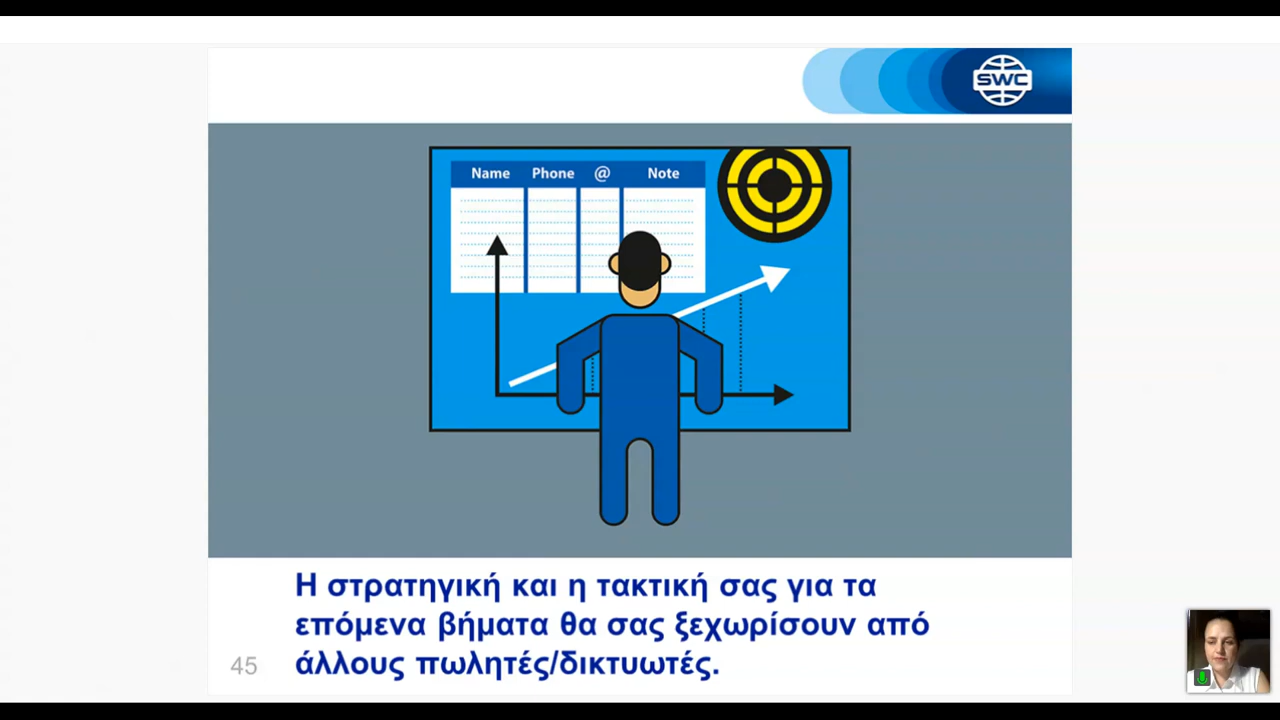 SWC
Name Phone @ Note
Η στρατηγική και η τακτική σας για τα
επόμενα βήματα θα σας ξεχωρίσουν από
άλλους πωλητές/δικτυωτές.
45